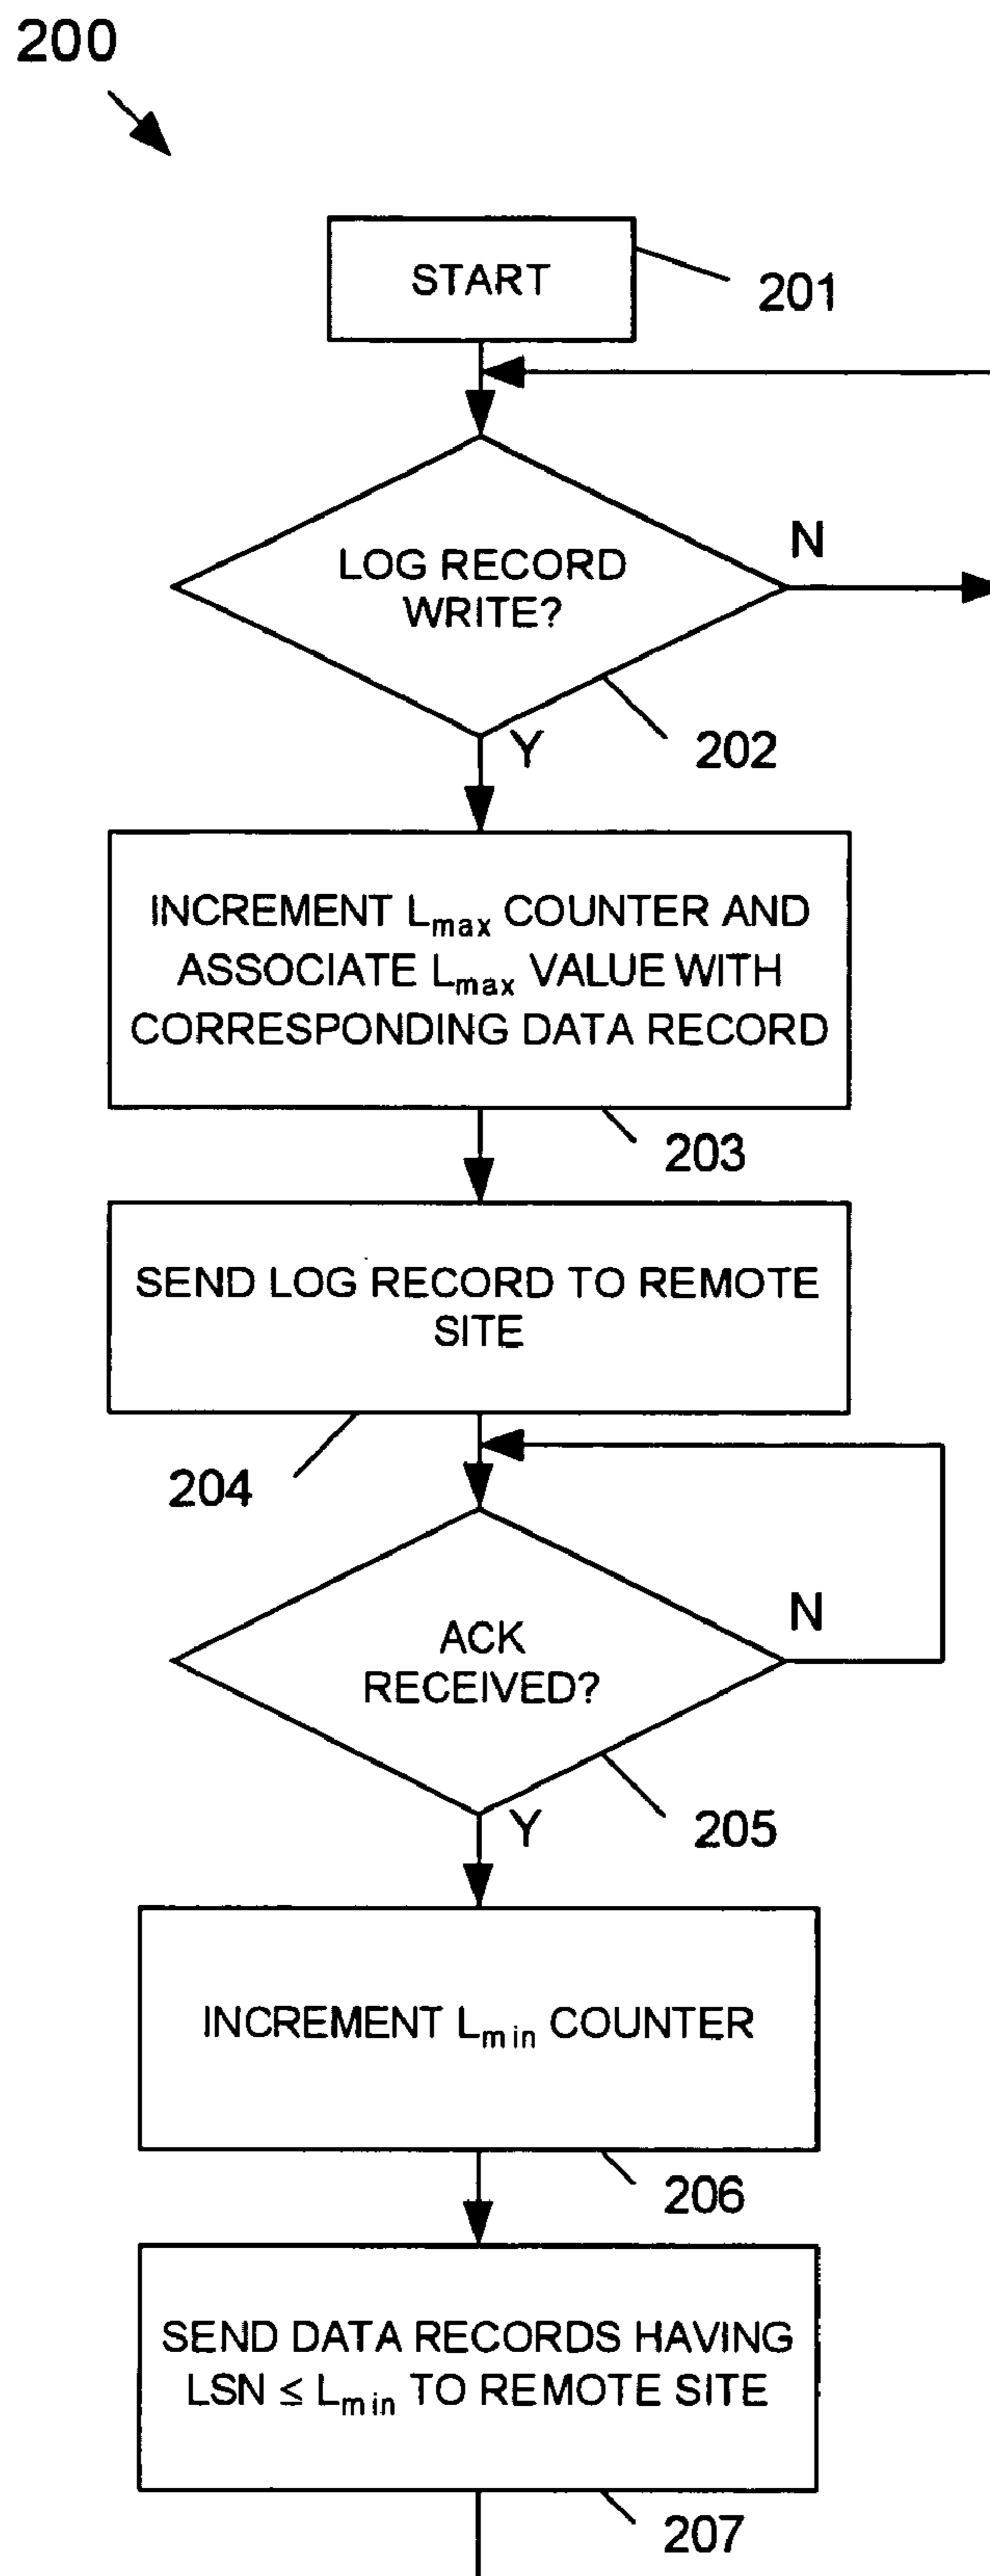 200
START
201
LOG RECORD
WRITE?
N
202
Y
INCREMENT Lmax COUNTER AND
ASSOCIATE Lmax VALUE WITH
CORRESPONDING DATA RECORD
203
SEND LOG RECORD TO REMOTE
SITE
204
ACK
RECEIVED?
N
205
Y
INCREMENT Lmin COUNTER
206
SEND DATA RECORDS HAVING
LSN ≤ Lmin TO REMOTE SITE
207